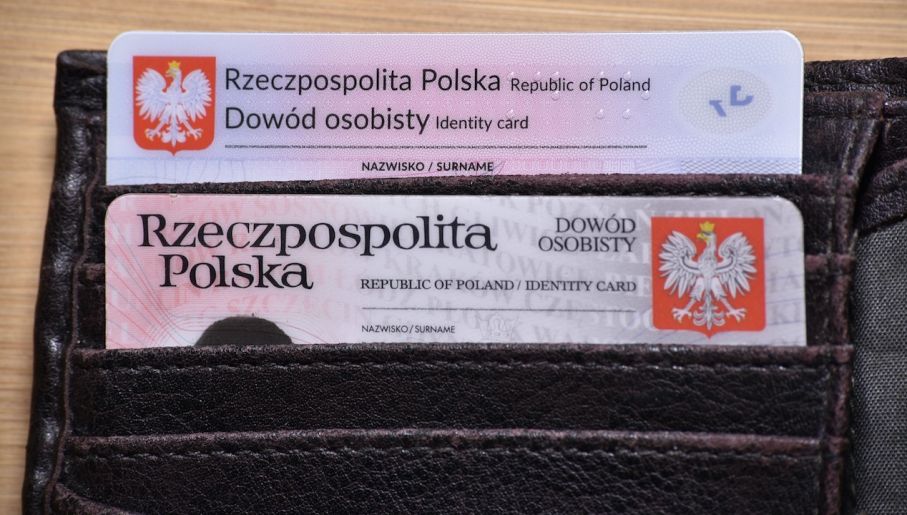 Rzeczpospolita Polska Republic of Poland
Dowód osobisty Identity card
NAZWISKO / SURNAME
Rzeczpospolita
Polska
DOWÓD
OSOBISTY
REPUBLIC OF POLAND / IDENTITY CARD
NAZWISKO/SURNAME